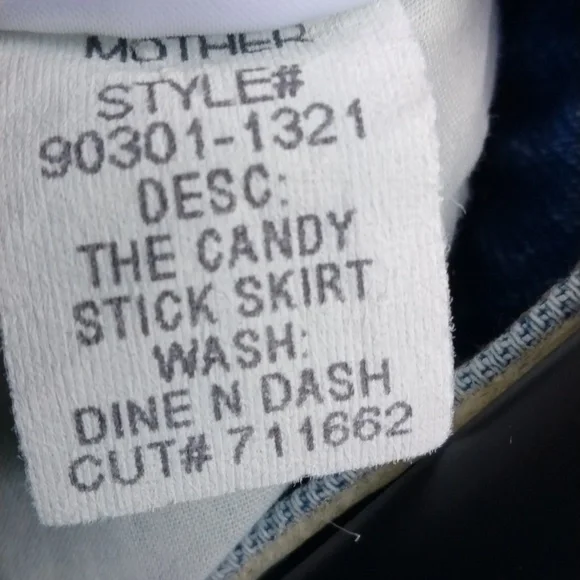 MOTHER
STYLE#
90301-1321
DESC:
THE CANDY
STICK SKIRT
WASH:
DINE N DASH
CUT# 711662